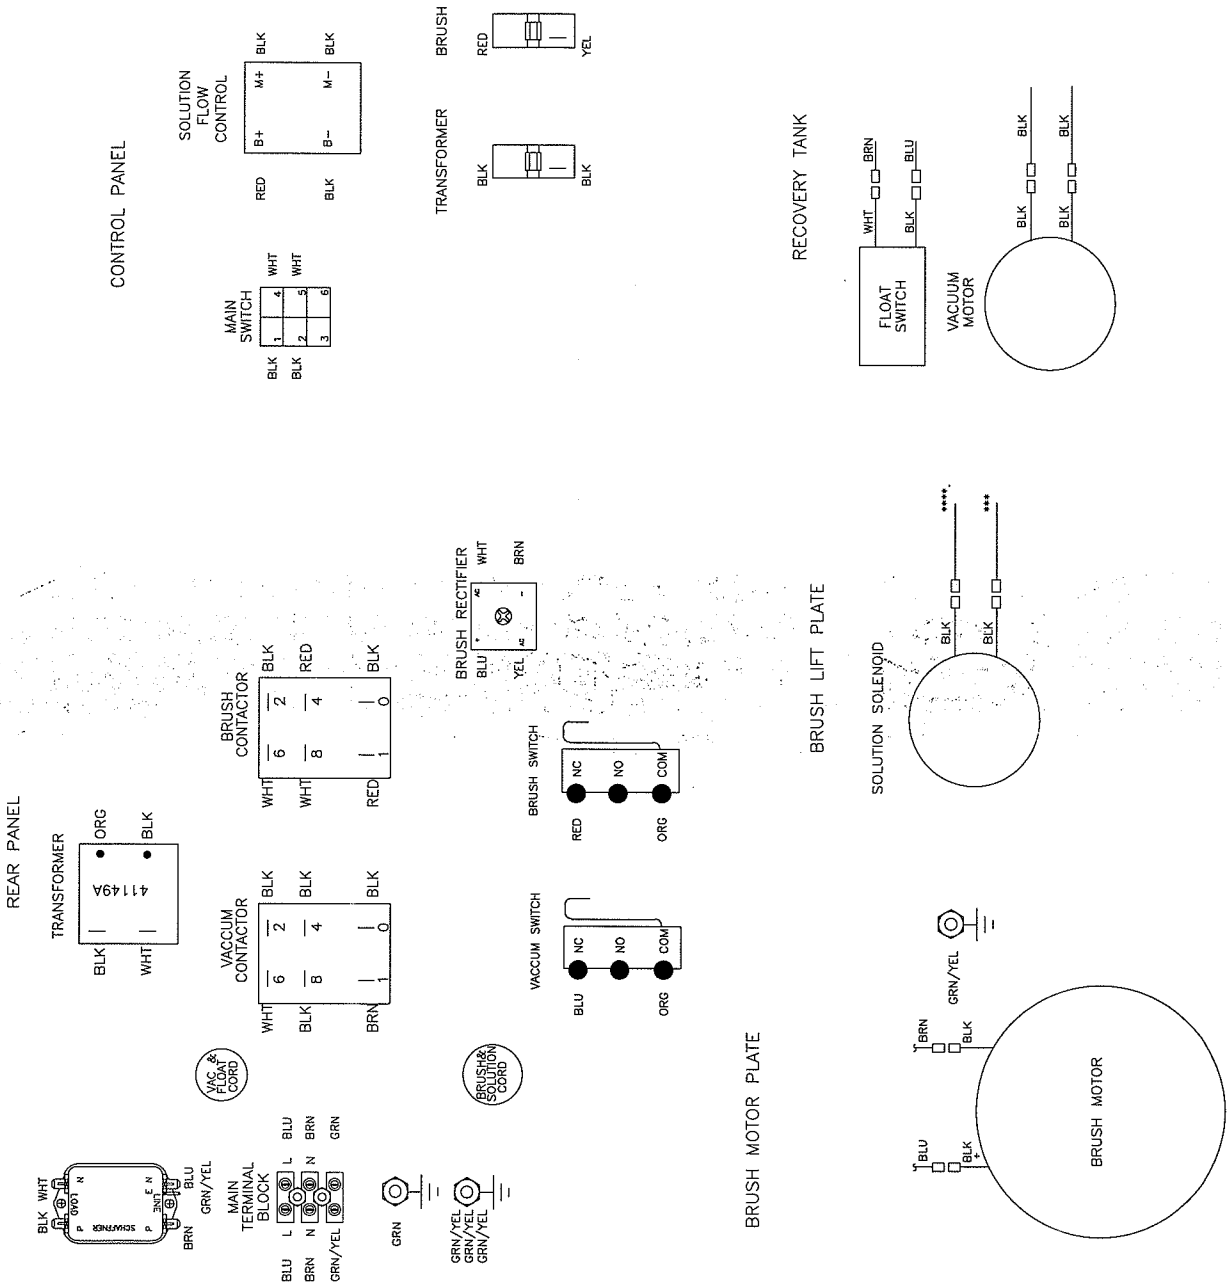 REAR PANEL
BLK WHT
P LOAD N
SCHAFFNER
P LINE 3 N
BRN BLU
GRN/YEL
TRANSFORMER
BLK ORG
41149A
WHT BLK
VAC &
FLOAT
CORD
MAIN
TERMINAL
BLOCK
BLU L L BLU
BRN N N BRN
GRN/YEL GRN
GRN
GRN/YEL
GRN/YEL
GRN/YEL
BRUSH&
SOLUTION
CORD
VACCUM
CONTACTOR
WHT 6 2 BLK
BLK 8 4 BLK
BRN 1 0 BLK
BRUSH
CONTACTOR
WHT 6 2 BLK
WHT 8 4 RED
RED 1 0 BLK
BRUSH RECTIFIER
BLU + AC WHT
YEL AC - BRN
VACCUM SWITCH
BLU NC
NO
ORG COM
BRUSH SWITCH
RED NC
NO
ORG COM
CONTROL PANEL
MAIN
SWITCH
BLK 1 4 WHT
BLK 2 5 WHT
3 6
SOLUTION
FLOW
CONTROL
RED B+ M+ BLK
BLK B- M- BLK
TRANSFORMER
BLK
BLK
BRUSH
RED
YEL
BRUSH MOTOR PLATE
BLU BRN
BLK BLK
+
GRN/YEL
BRUSH MOTOR
BRUSH LIFT PLATE
SOLUTION SOLENOID
BLK ****.
BLK ***
RECOVERY TANK
FLOAT
SWITCH
WHT BRN
BLK BLU
VACUUM
MOTOR
BLK BLK
BLK BLK